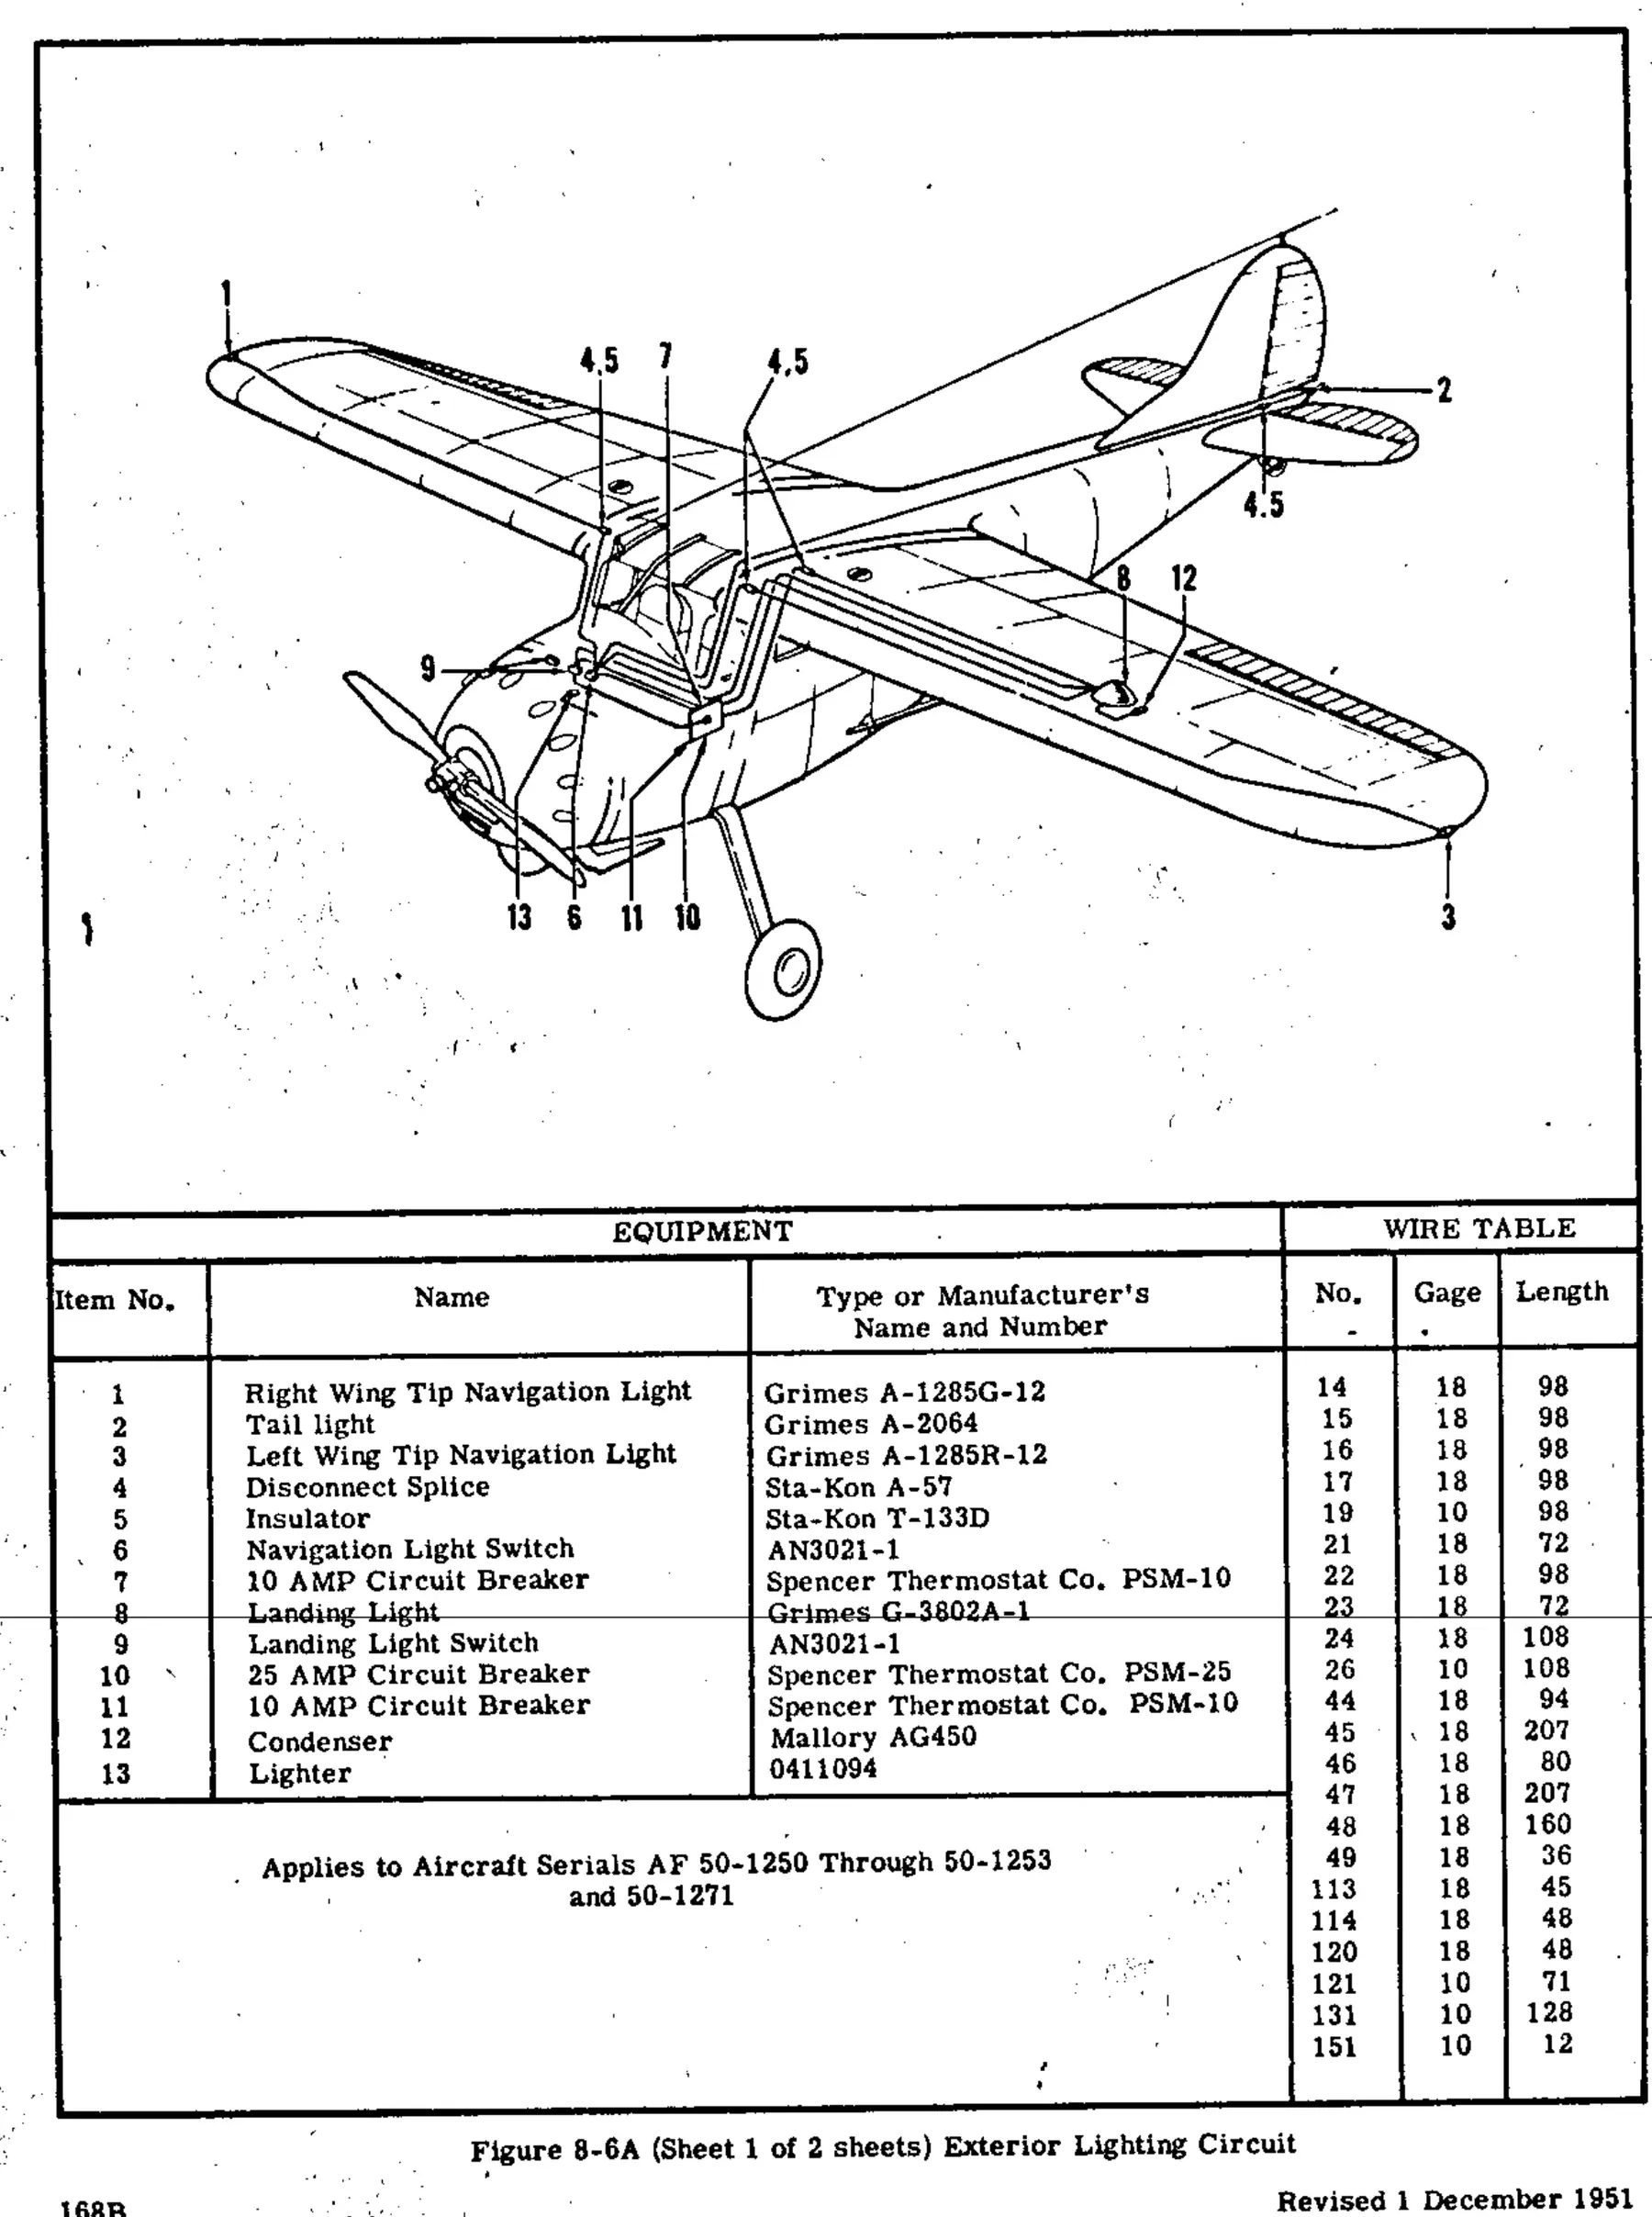 1
4,5 7 4,5
2
4.5
8 12
9
13 6 11 10
3
EQUIPMENT WIRE TABLE
Item No. Name Type or Manufacturer's No. Gage Length
Name and Number
1 Right Wing Tip Navigation Light Grimes A-1285G-12 14 18 98
2 Tail light Grimes A-2064 15 18 98
3 Left Wing Tip Navigation Light Grimes A-1285R-12 16 18 98
4 Disconnect Splice Sta-Kon A-57 17 18 98
5 Insulator Sta-Kon T-133D 19 10 98
6 Navigation Light Switch AN3021-1 21 18 72
7 10 AMP Circuit Breaker Spencer Thermostat Co. PSM-10 22 18 98
8 Landing Light Grimes G-3802A-1 23 18 72
9 Landing Light Switch AN3021-1 24 18 108
10 25 AMP Circuit Breaker Spencer Thermostat Co. PSM-25 26 10 108
11 10 AMP Circuit Breaker Spencer Thermostat Co. PSM-10 44 18 94
12 Condenser Mallory AG450 45 18 207
13 Lighter 0411094 46 18 80
47 18 207
48 18 160
Applies to Aircraft Serials AF 50-1250 Through 50-1253 49 18 36
and 50-1271 113 18 45
114 18 48
120 18 48
121 10 71
131 10 128
151 10 12
Figure 8-6A (Sheet 1 of 2 sheets) Exterior Lighting Circuit
168B Revised 1 December 1951